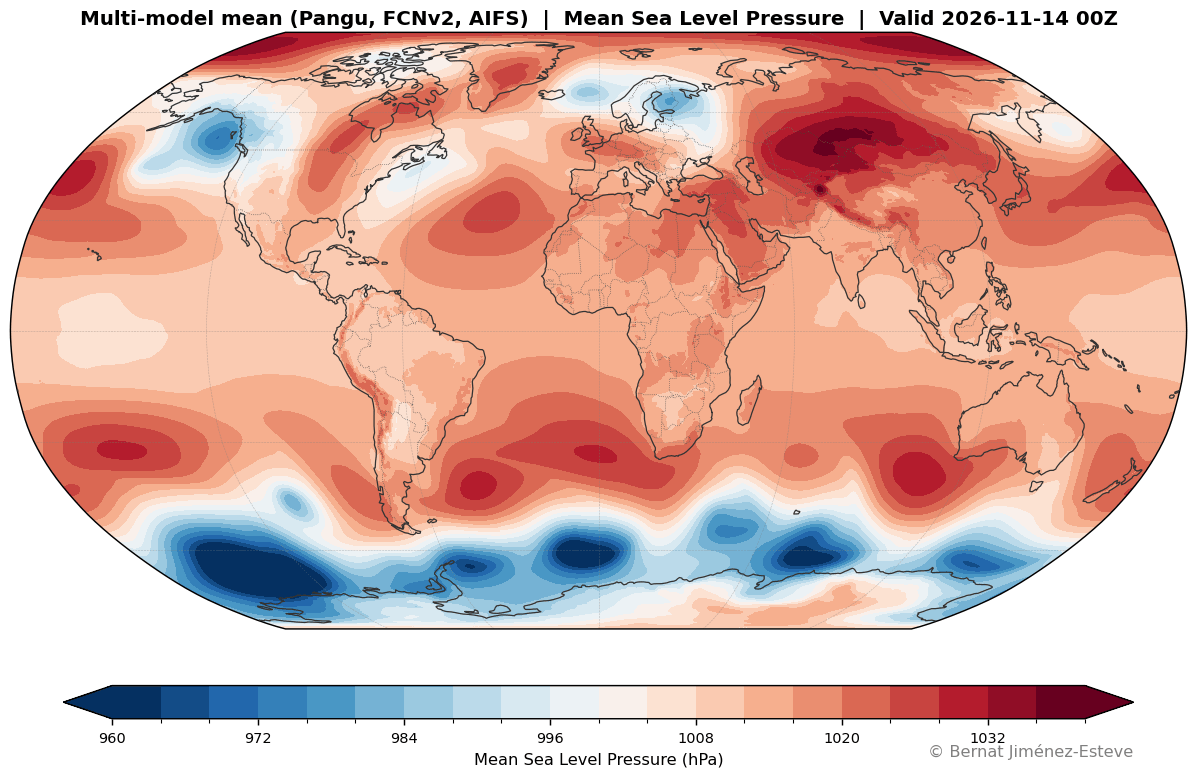 Multi-model mean (Pangu, FCNv2, AIFS)  |  Mean Sea Level Pressure  |  Valid 2026-11-14 00Z
960 972 984 996 1008 1020 1032
Mean Sea Level Pressure (hPa)
© Bernat Jiménez-Esteve